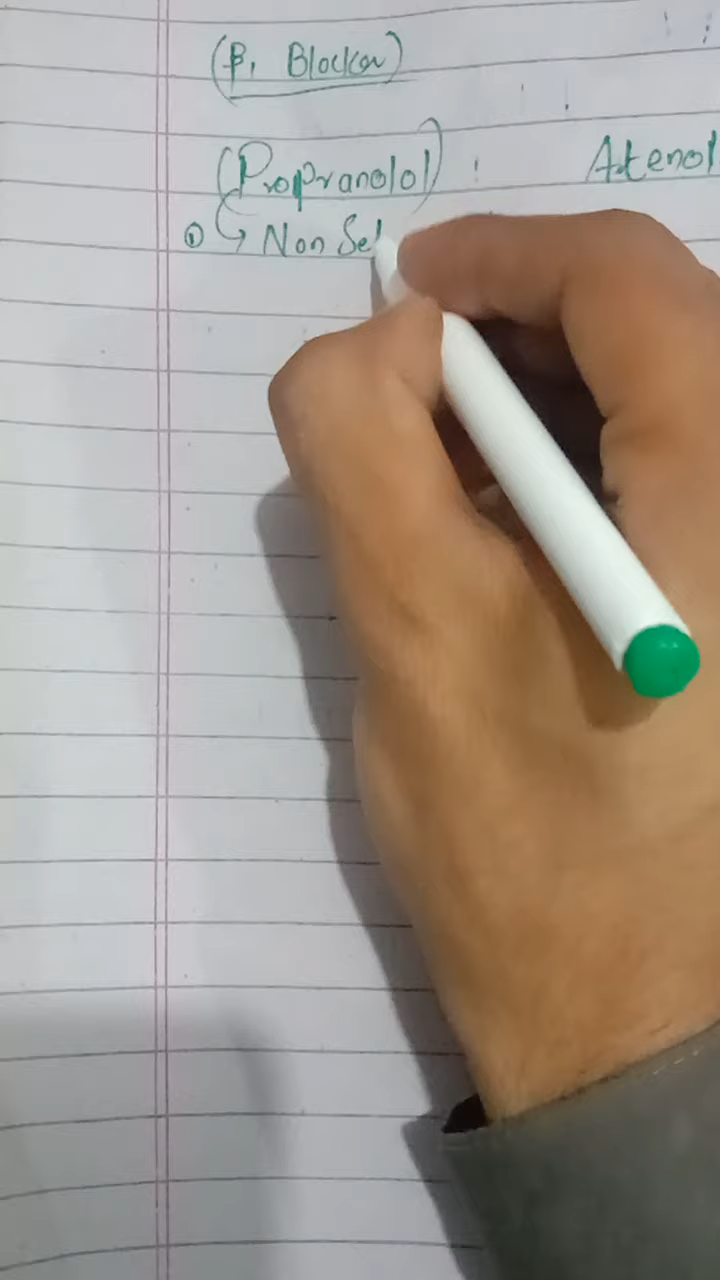 (β₁ Blocker)
(Propranolol) : Atenol
① ↳ Non Sel